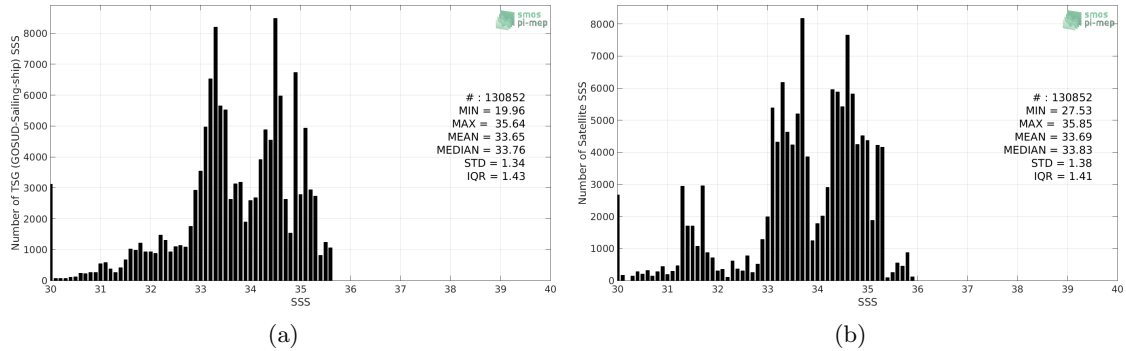 smos
pi-mep
Number of TSG (GOSUD-Sailing-ship) SSS
8000
7000
6000
5000
4000
3000
2000
1000
0
# : 130852
MIN = 19.96
MAX = 35.64
MEAN = 33.65
MEDIAN = 33.76
STD = 1.34
IQR = 1.43
30 31 32 33 34 35 36 37 38 39 40
SSS
(a)
smos
pi-mep
Number of Satellite SSS
8000
7000
6000
5000
4000
3000
2000
1000
0
# : 130852
MIN = 27.53
MAX = 35.85
MEAN = 33.69
MEDIAN = 33.83
STD = 1.38
IQR = 1.41
30 31 32 33 34 35 36 37 38 39 40
SSS
(b)